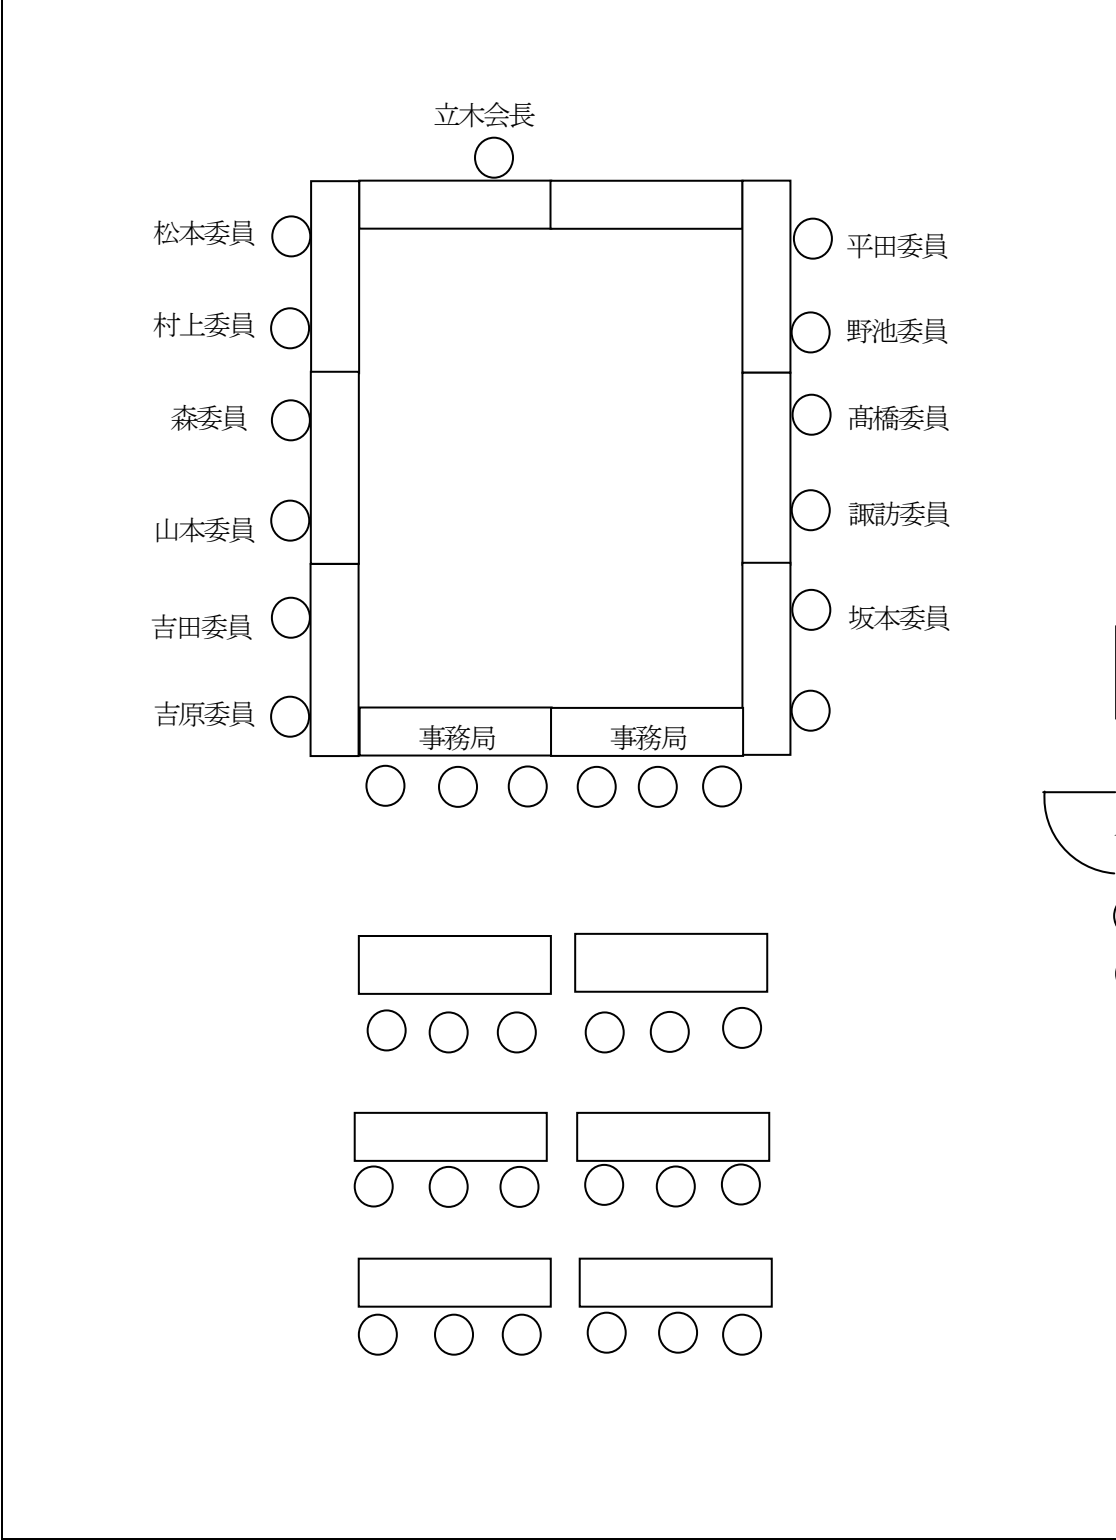 立木会長
松本委員
平田委員
村上委員
野池委員
森委員
髙橋委員
山本委員
諏訪委員
吉田委員
坂本委員
吉原委員
事務局
事務局